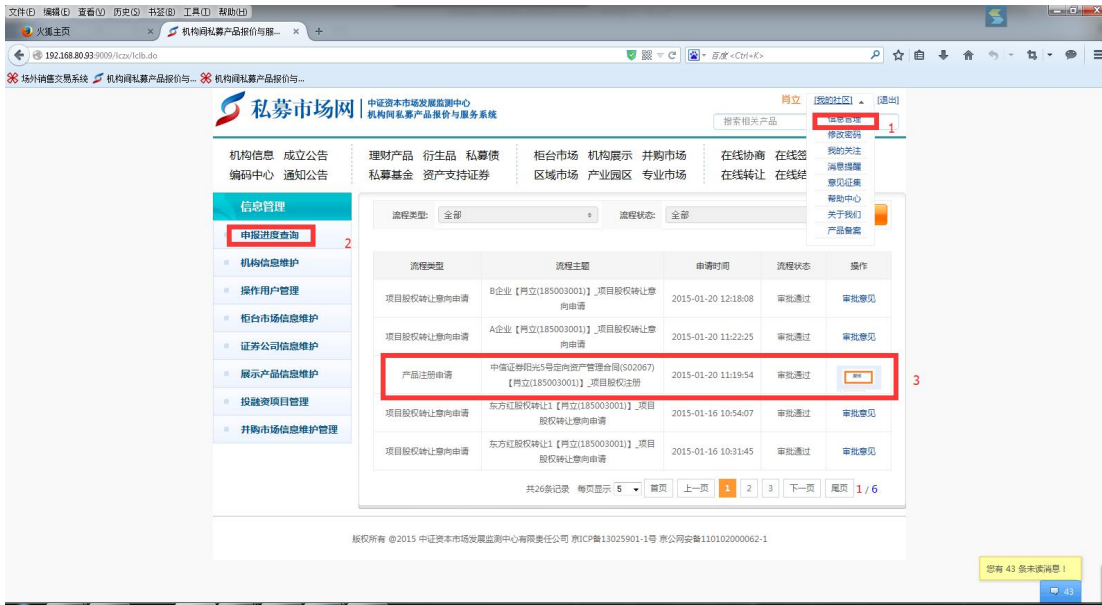 文件(F) 编辑(E) 查看(V) 历史(S) 书签(B) 工具(T) 帮助(H)
火狐主页 × 机构间私募产品报价与服... × +
192.168.80.93:9009/lczx/lclb.do 百度 <Ctrl+K>
场外销售交易系统 机构间私募产品报价与... 机构间私募产品报价与...
私募市场网 中证资本市场发展监测中心
机构间私募产品报价与服务系统
肖立 [我的社区] [退出]
搜索相关产品
信息管理 1
修改密码
我的关注
消息提醒
意见征集
帮助中心
关于我们
产品备案
机构信息 成立公告 理财产品 衍生品 私募债 柜台市场 机构展示 并购市场 在线协商 在线签
编码中心 通知公告 私募基金 资产支持证券 区域市场 产业园区 专业市场 在线转让 在线结
信息管理
申报进度查询 2
机构信息维护
操作用户管理
柜台市场信息维护
证券公司信息维护
展示产品信息维护
投融资项目管理
并购市场信息维护管理
流程类型: 全部 流程状态: 全部
流程类型 流程主题 申请时间 流程状态 操作
项目股权转让意向申请 B企业【肖立(185003001)】_项目股权转让意向申请 2015-01-20 12:18:08 审批通过 审批意见
项目股权转让意向申请 A企业【肖立(185003001)】_项目股权转让意向申请 2015-01-20 11:22:25 审批通过 审批意见
产品注册申请 中信证券阳光5号定向资产管理合同(S02067)【肖立(185003001)】_项目股权注册 2015-01-20 11:19:54 审批通过 3
项目股权转让意向申请 东方红股权转让1【肖立(185003001)】_项目股权转让意向申请 2015-01-16 10:54:07 审批通过 审批意见
项目股权转让意向申请 东方红股权转让1【肖立(185003001)】_项目股权转让意向申请 2015-01-16 10:31:45 审批通过 审批意见
共26条记录 每页显示 5 首页 上一页 1 2 3 下一页 尾页 1 / 6
版权所有 @2015 中证资本市场发展监测中心有限责任公司 京ICP备13025901-1号 京公网安备110102000062-1
您有 43 条未读消息！
43